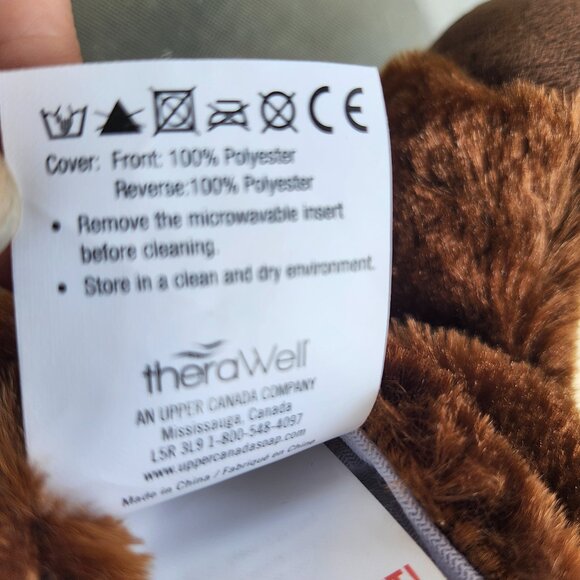 CE
Cover: Front: 100% Polyester
Reverse:100% Polyester
• Remove the microwavable insert
before cleaning.
• Store in a clean and dry environment.
theraWell
AN UPPER CANADA COMPANY
Mississauga, Canada
L5R 3L9 1-800-548-4097
www.uppercanadasoap.com
Made in China / Fabriqué en Chine